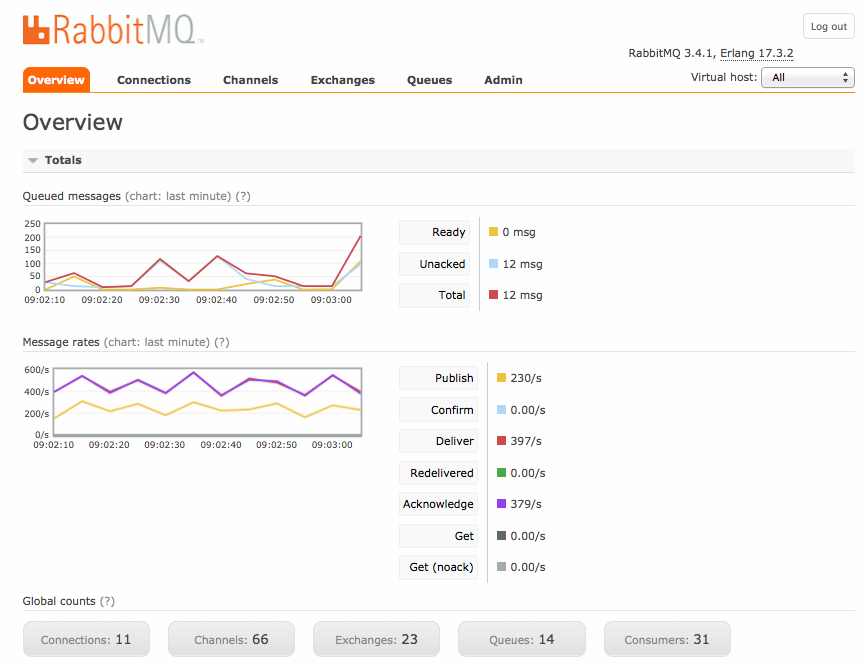 RabbitMQ™
Log out
RabbitMQ 3.4.1, Erlang 17.3.2
Virtual host: All
Overview Connections Channels Exchanges Queues Admin
Overview
Totals
Queued messages (chart: last minute) (?)
250
200
150
100
50
0
09:02:10 09:02:20 09:02:30 09:02:40 09:02:50 09:03:00
Ready 0 msg
Unacked 12 msg
Total 12 msg
Message rates (chart: last minute) (?)
600/s
400/s
200/s
0/s
09:02:10 09:02:20 09:02:30 09:02:40 09:02:50 09:03:00
Publish 230/s
Confirm 0.00/s
Deliver 397/s
Redelivered 0.00/s
Acknowledge 379/s
Get 0.00/s
Get (noack) 0.00/s
Global counts (?)
Connections: 11 Channels: 66 Exchanges: 23 Queues: 14 Consumers: 31